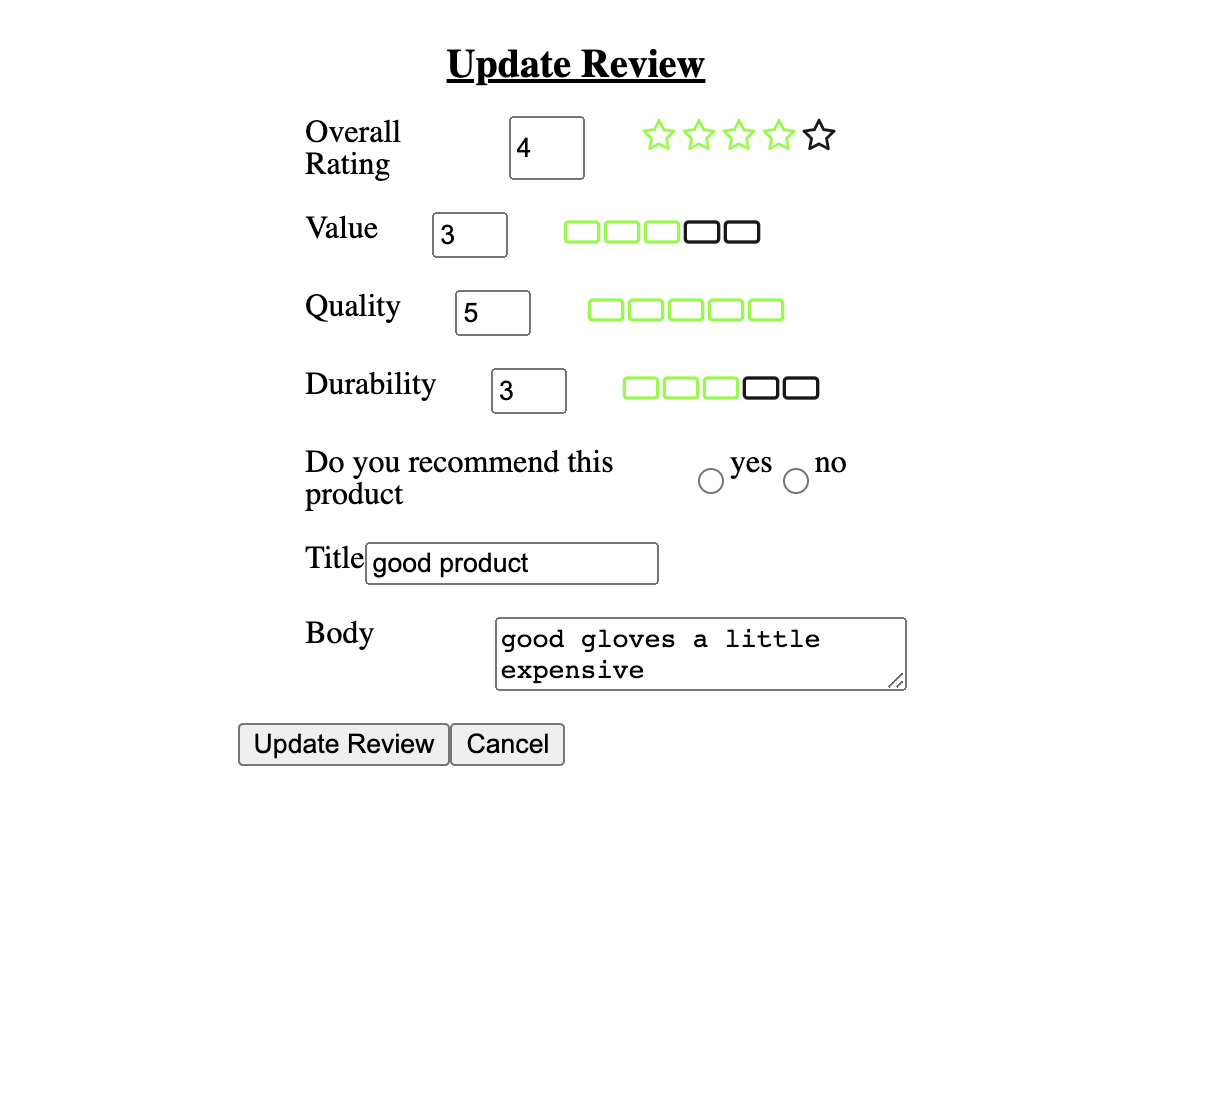 Update Review
Overall
Rating
4
Value
3
Quality
5
Durability
3
Do you recommend this
product
yes
no
Title
good product
Body
good gloves a little
expensive
Update Review
Cancel